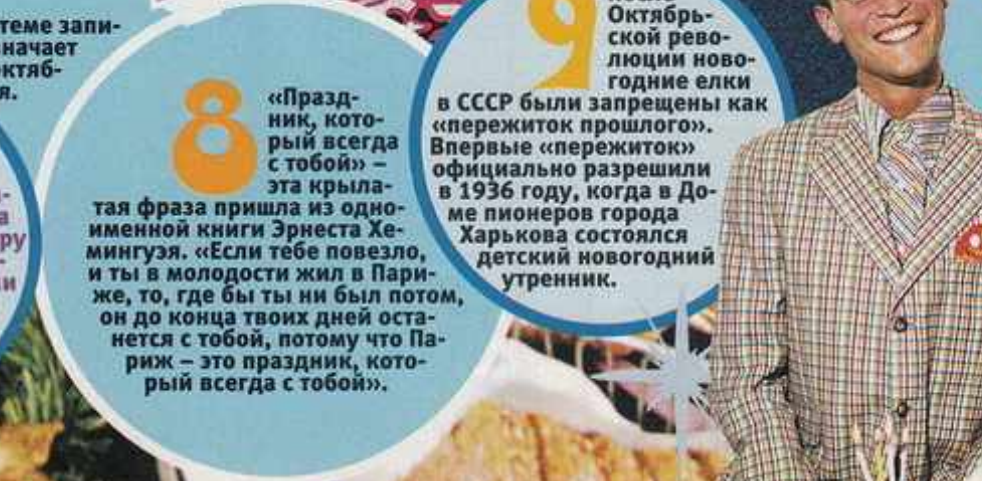 теме запи-
значает
ктяб-
я.
а
ру
и
8
«Празд-
ник, кото-
рый всегда
с тобой» –
эта крыла-
тая фраза пришла из одно-
именной книги Эрнеста Хе-
мингуэя. «Если тебе повезло,
и ты в молодости жил в Пари-
же, то, где бы ты ни был потом,
он до конца твоих дней оста-
нется с тобой, потому что Па-
риж – это праздник, кото-
рый всегда с тобой».
9
Октябрь-
ской рево-
люции ново-
годние елки
в СССР были запрещены как
«пережиток прошлого».
Впервые «пережиток»
официально разрешили
в 1936 году, когда в До-
ме пионеров города
Харькова состоялся
детский новогодний
утренник.